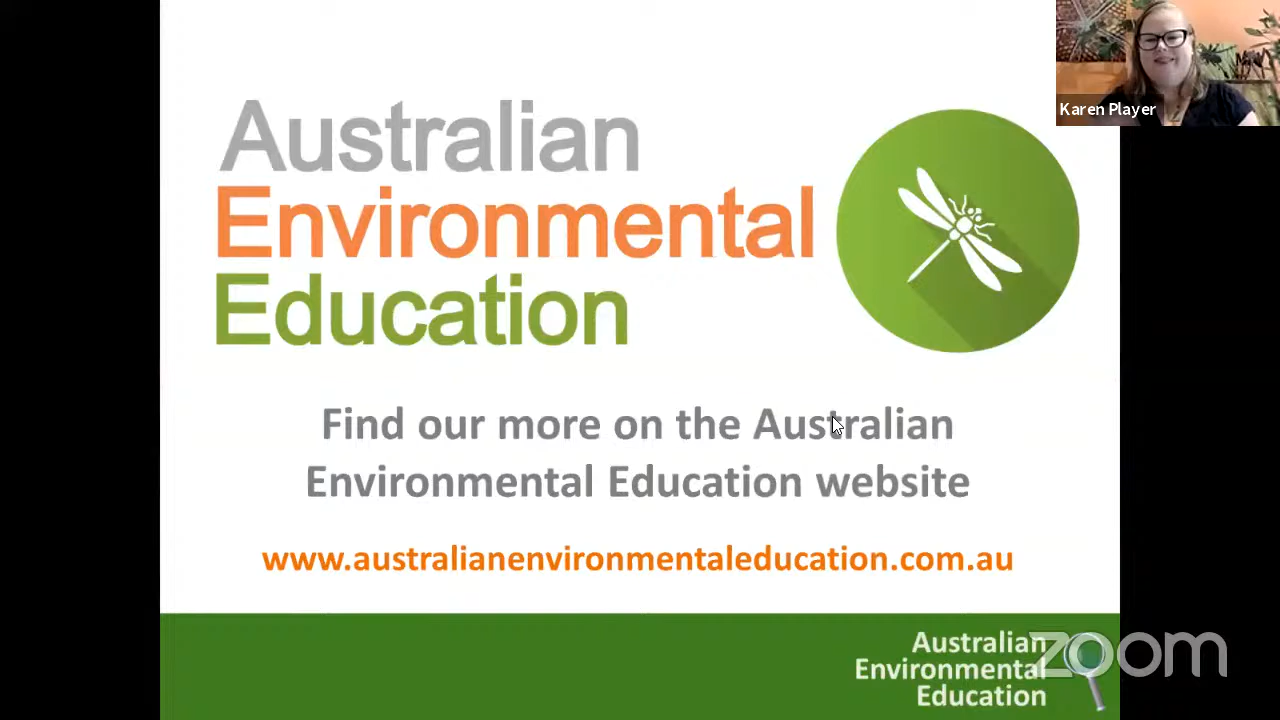 Karen Player
Australian
Environmental
Education
Find our more on the Australian
Environmental Education website
www.australianenvironmentaleducation.com.au
Australian
Environmental
Education
zoom